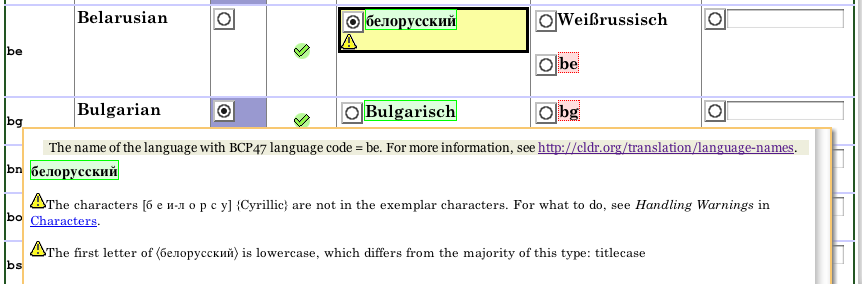 Belarusian
белорусский
Weißrussisch
be
be
Bulgarian
Bulgarisch
bg
bg
The name of the language with BCP47 language code = be. For more information, see http://cldr.org/translation/language-names.
bn
белорусский
bo
The characters [б е и-л о р с у] {Cyrillic} are not in the exemplar characters. For what to do, see Handling Warnings in
Characters.
bs
The first letter of ⟨белорусский⟩ is lowercase, which differs from the majority of this type: titlecase